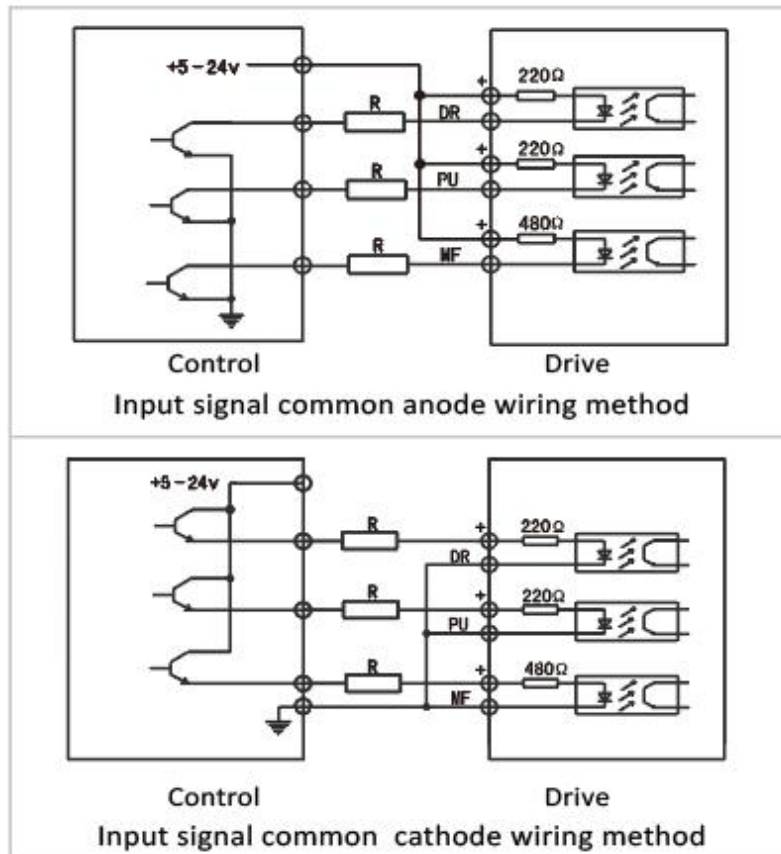 +5-24v
220Ω
+
R
DR
220Ω
+
R
PU
480Ω
+
R
MF
Control
Drive
Input signal common anode wiring method
+5-24v
220Ω
+
R
DR
220Ω
+
R
PU
480Ω
+
R
MF
Control
Drive
Input signal common cathode wiring method